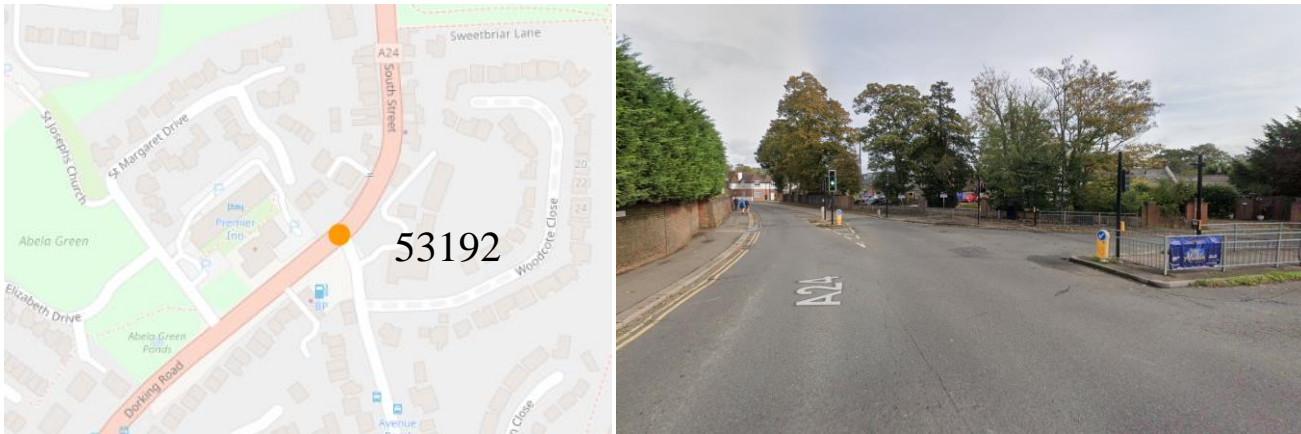 Sweetbriar Lane
A24
South Street
St Josephs Church
St Margaret Drive
Premier
Inn
Abela Green
53192
Woodcote Close
20
22
24
Elizabeth Drive
BP
Abela Green
Ponds
Dorking Road
Avenue
Close
A24